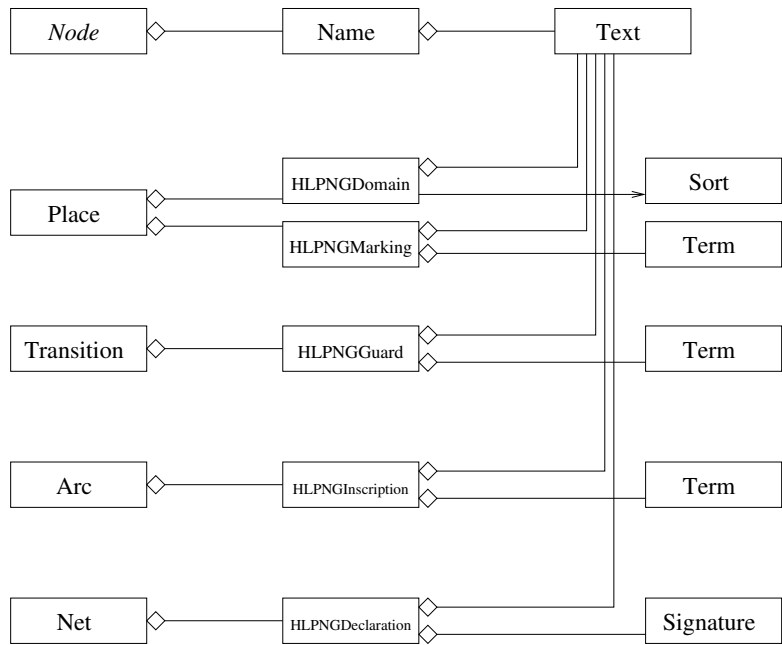 Node
Name
Text
HLPNGDomain
Sort
Place
HLPNGMarking
Term
Transition
HLPNGGuard
Term
Arc
HLPNGInscription
Term
Net
HLPNGDeclaration
Signature